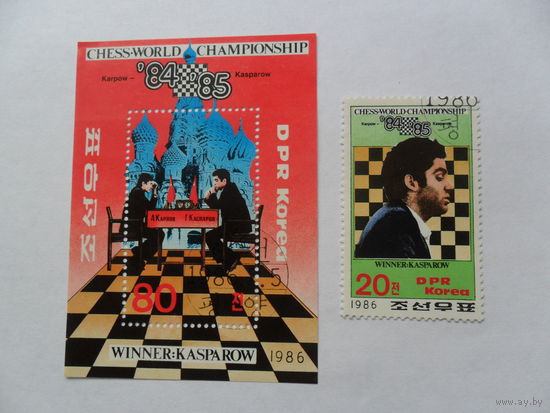 CHESS-WORLD CHAMPIONSHIP
Karpow - '84 '85 Kasparow
조선우표
DPR Korea
А.КАРПОВ Г.КАСПАРОВ
80 전
WINNER:KASPAROW 1986
1986
CHESS-WORLD CHAMPIONSHIP
Karpow - '84 '85 Kasparow
WINNER:KASPAROW
20전 DPR Korea
1986 조선우표
www.ay.by